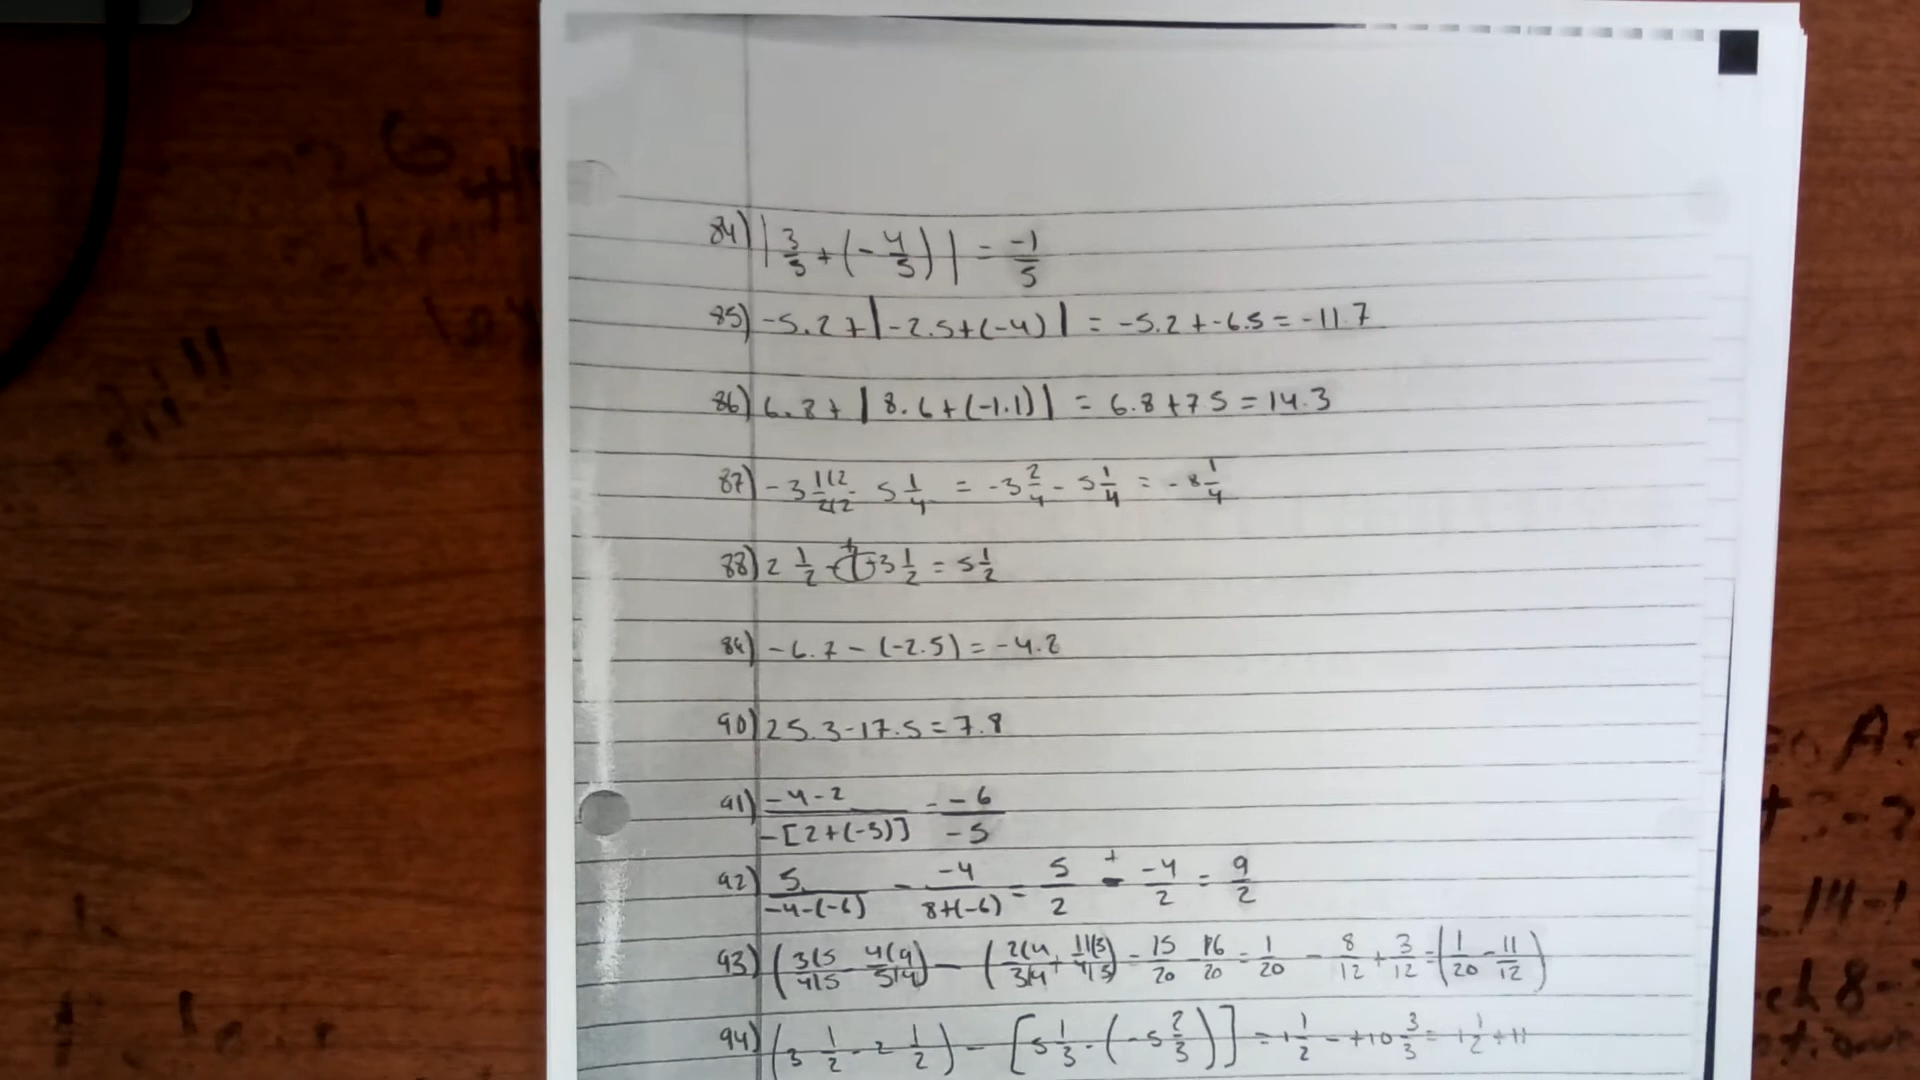 84) |3/5 + (-4/5)| = -1/5
85) -5.2 + |-2.5+(-4)| = -5.2 + -6.5 = -11.7
86) 6.8 + |8.6+(-1.1)| = 6.8+7.5 = 14.3
87) -3 1(2/2(2 - 5 1/4 = -3 2/4 - 5 1/4 = -8 1/4
88) 2 1/2 + 3 1/2 = 5 1/2
89) -6.7 - (-2.5) = -4.2
90) 25.3-17.5 = 7.8
91) -4-2/-[2+(-5)] = -6/-5
92) 5/-4-(-6) - -4/8+(-6) = 5/2 + -4/2 = 9/2
93) (3(5/4(5 - 4(4/5(4) - (2(4/3(4 + 1(3)/4(3)) = 15/20 - 16/20 = 1/20 - 8/12 + 3/12 = (1/20 - 11/12)
94) (3 1/2 - 2 1/2) - [5 1/3 - (-5 2/3)] = 1 1/2 - +10 3/3 = 1 1/2 + 11